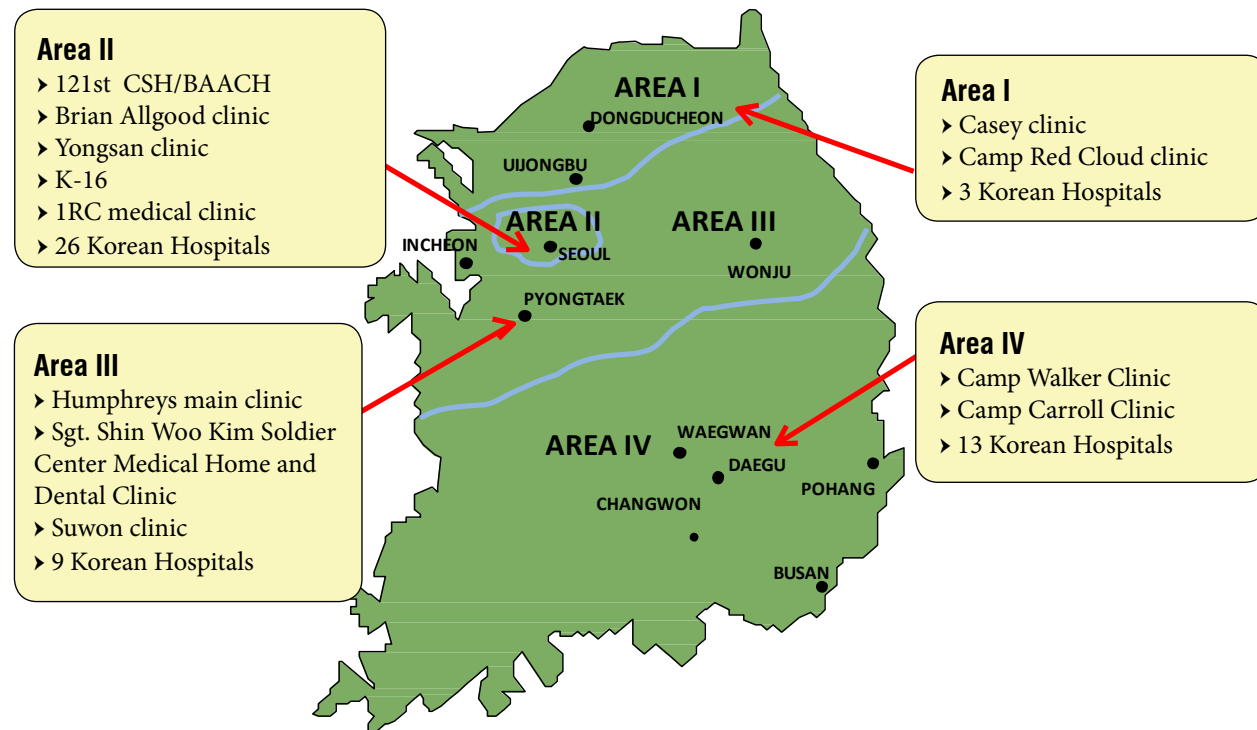 Area II
➤ 121st CSH/BAACH
➤ Brian Allgood clinic
➤ Yongsan clinic
➤ K-16
➤ 1RC medical clinic
➤ 26 Korean Hospitals
Area I
➤ Casey clinic
➤ Camp Red Cloud clinic
➤ 3 Korean Hospitals
Area III
➤ Humphreys main clinic
➤ Sgt. Shin Woo Kim Soldier
Center Medical Home and
Dental Clinic
➤ Suwon clinic
➤ 9 Korean Hospitals
Area IV
➤ Camp Walker Clinic
➤ Camp Carroll Clinic
➤ 13 Korean Hospitals
AREA I
DONGDUCHEON
UIJONGBU
AREA II
SEOUL
INCHEON
AREA III
WONJU
PYONGTAEK
AREA IV
WAEGWAN
DAEGU
POHANG
CHANGWON
BUSAN